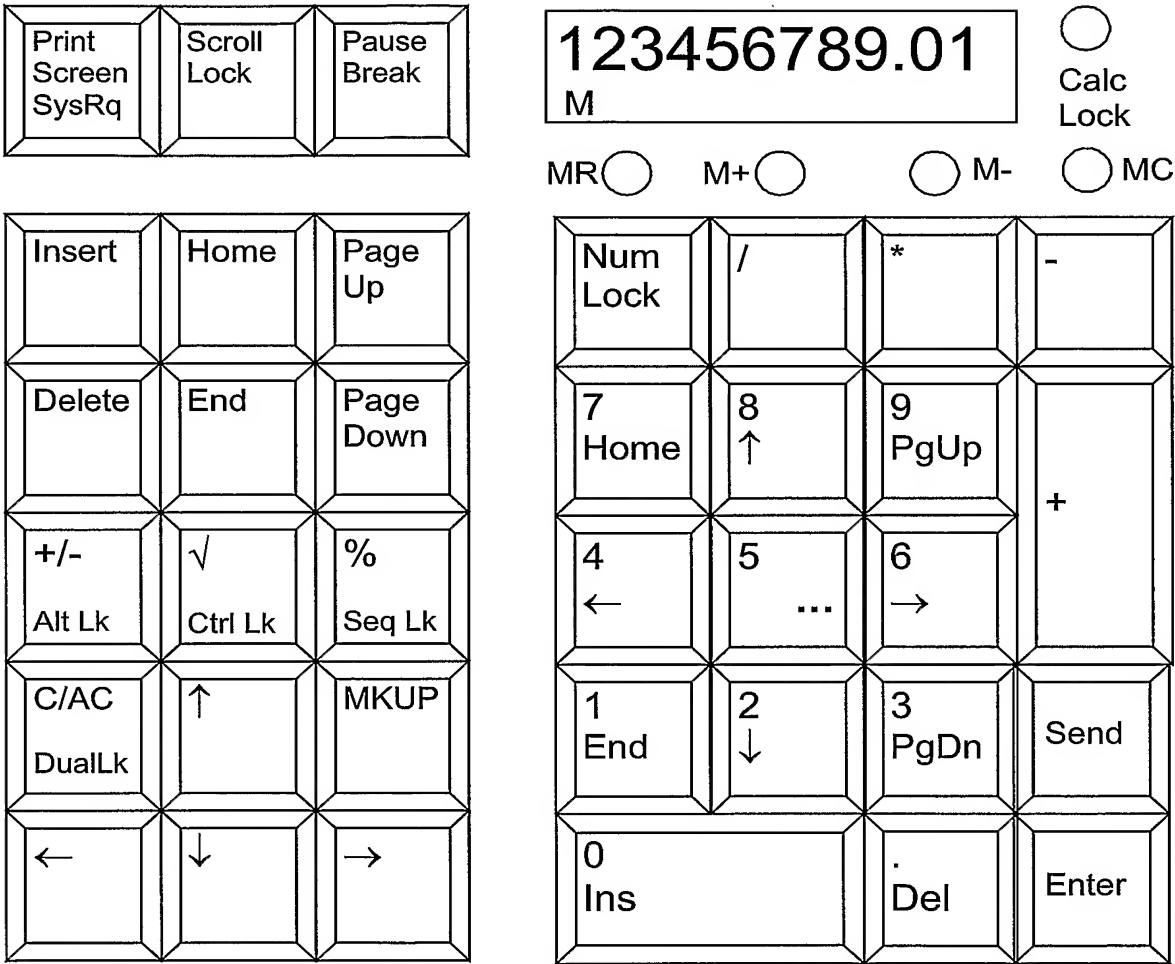 Print
Screen
SysRq
Scroll
Lock
Pause
Break
123456789.01
M
Calc
Lock
MR
M+
M-
MC
Insert
Home
Page
Up
Delete
End
Page
Down
+/-
Alt Lk
√
Ctrl Lk
%
Seq Lk
C/AC
DualLk
↑
MKUP
←
↓
→
Num
Lock
/
*
-
7
Home
8
↑
9
PgUp
+
4
←
5
...
6
→
1
End
2
↓
3
PgDn
Send
0
Ins
.
Del
Enter